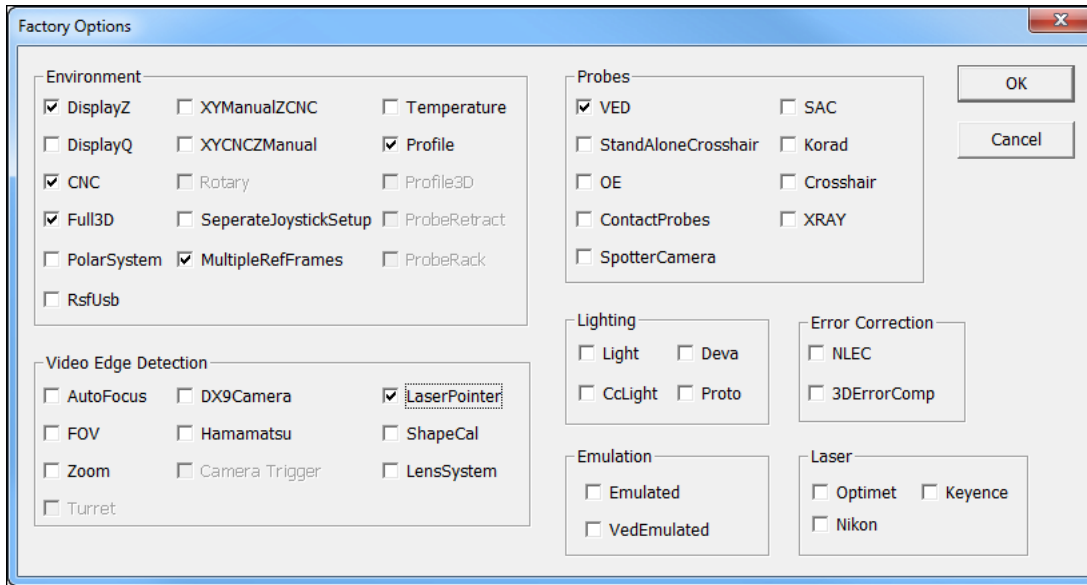 Factory Options
Environment
DisplayZ XYManualZCNC Temperature
DisplayQ XYCNCZManual Profile
CNC Rotary Profile3D
Full3D SeperateJoystickSetup ProbeRetract
PolarSystem MultipleRefFrames ProbeRack
RsfUsb
Video Edge Detection
AutoFocus DX9Camera LaserPointer
FOV Hamamatsu ShapeCal
Zoom Camera Trigger LensSystem
Turret
Probes
VED SAC
StandAloneCrosshair Korad
OE Crosshair
ContactProbes XRAY
SpotterCamera
Lighting
Light Deva
CcLight Proto
Error Correction
NLEC
3DErrorComp
Emulation
Emulated
VedEmulated
Laser
Optimet Keyence
Nikon
OK
Cancel